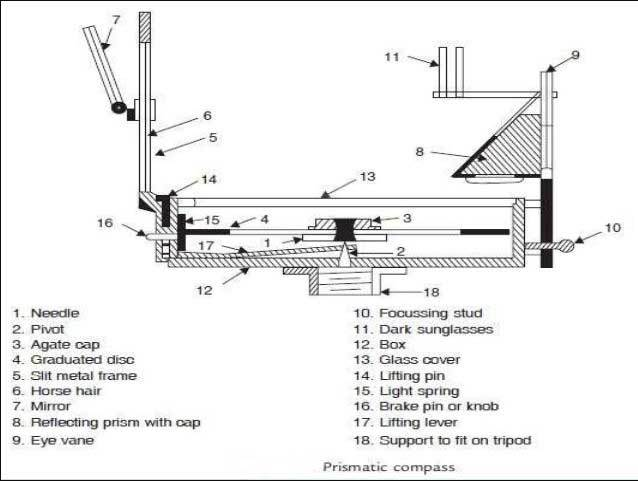 7
11
9
6
5
8
14
13
16
15
4
3
10
1
17
2
12
18
1. Needle
2. Pivot
3. Agate cap
4. Graduated disc
5. Slit metal frame
6. Horse hair
7. Mirror
8. Reflecting prism with cap
9. Eye vane
10. Focussing stud
11. Dark sunglasses
12. Box
13. Glass cover
14. Lifting pin
15. Light spring
16. Brake pin or knob
17. Lifting lever
18. Support to fit on tripod
Prismatic compass